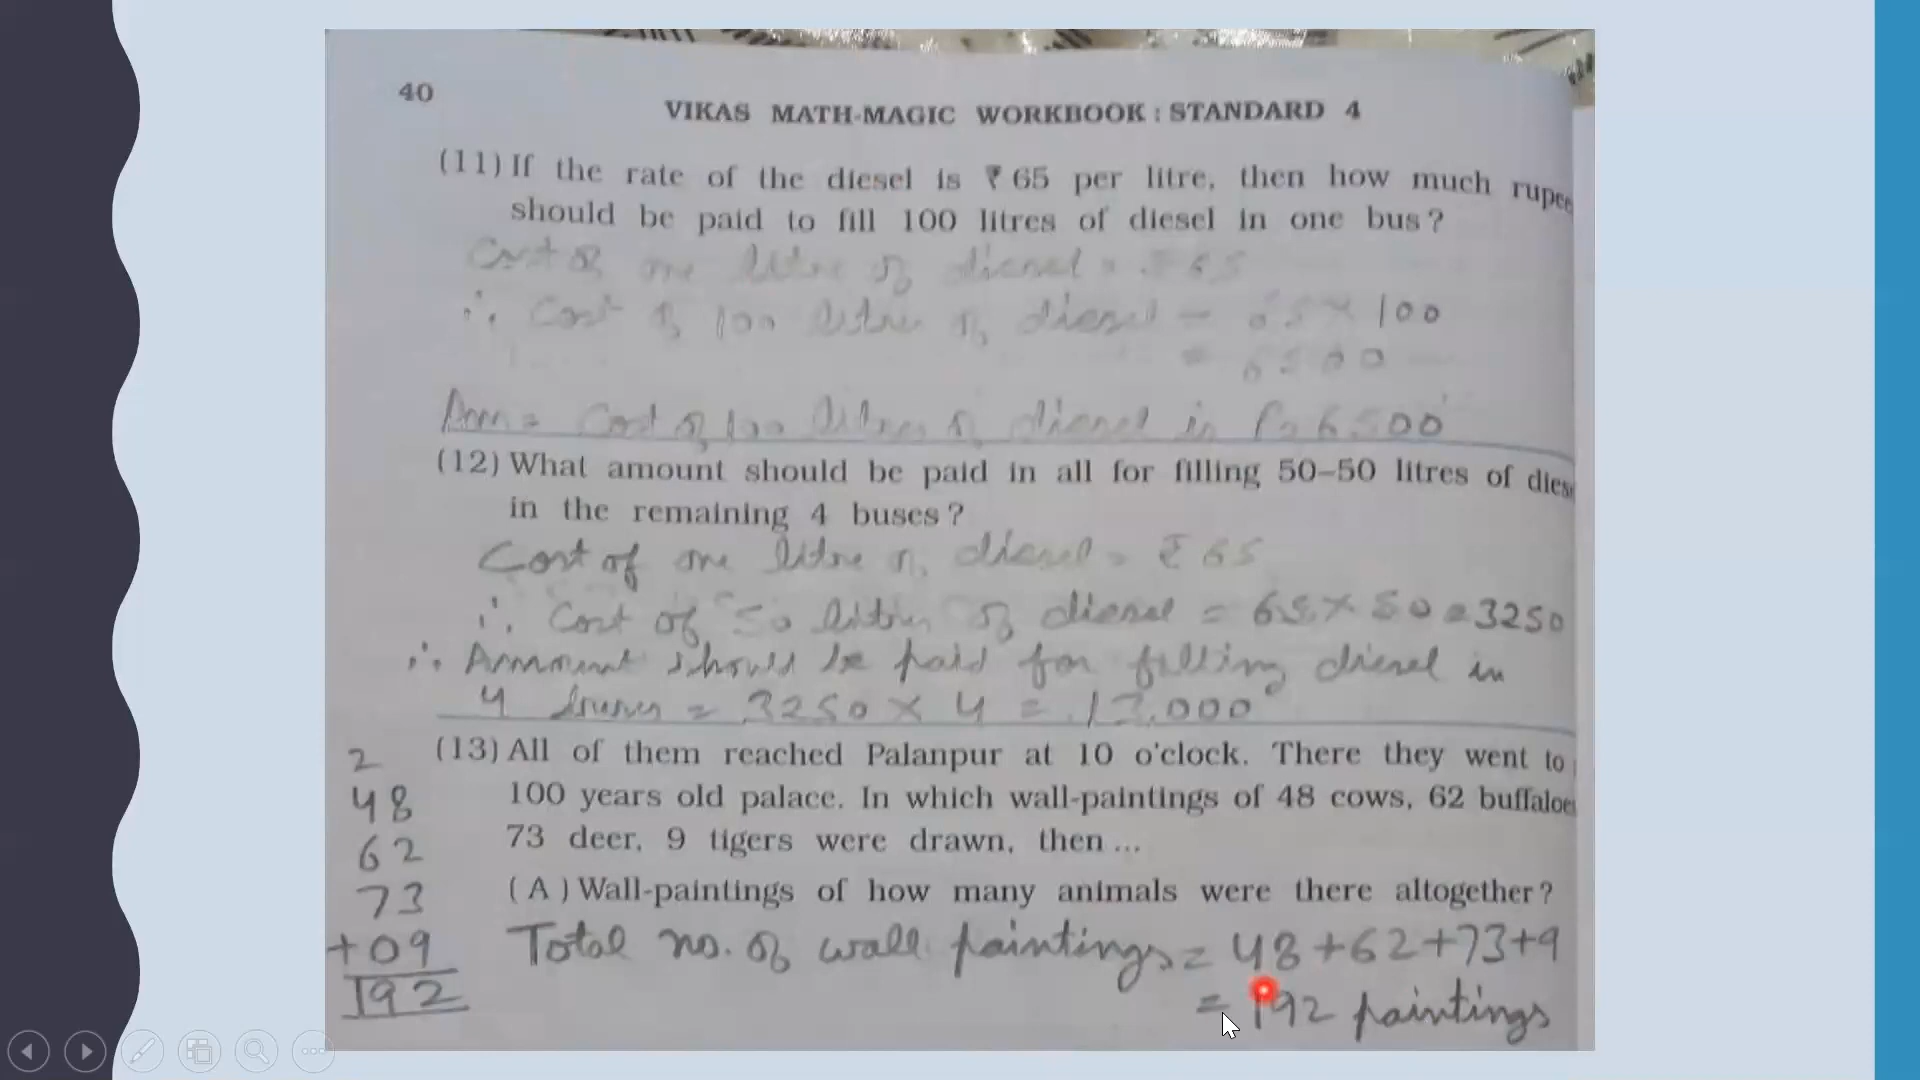 40
VIKAS MATH-MAGIC WORKBOOK : STANDARD 4
(11) If the rate of the diesel is ₹ 65 per litre, then how much rupee
should be paid to fill 100 litres of diesel in one bus ?
Cost of one litre of diesel = ₹ 65
∴ Cost of 100 litres of diesel = 65 × 100
= 6500
Ans = Cost of 100 litres of diesel is Rs 6500
(12) What amount should be paid in all for filling 50–50 litres of dies
in the remaining 4 buses ?
Cost of one litre of diesel = ₹ 65
∴ Cost of 50 litres of diesel = 65 × 50 = 3250
∴ Ammount should be paid for filling diesel in
4 buses = 3250 × 4 = 13,000
(13) All of them reached Palanpur at 10 o'clock. There they went to
100 years old palace. In which wall-paintings of 48 cows, 62 buffaloes
73 deer, 9 tigers were drawn, then ...
(A) Wall-paintings of how many animals were there altogether?
Total no. of wall paintings = 48+62+73+9
= 192 paintings
2
48
62
73
+09
192